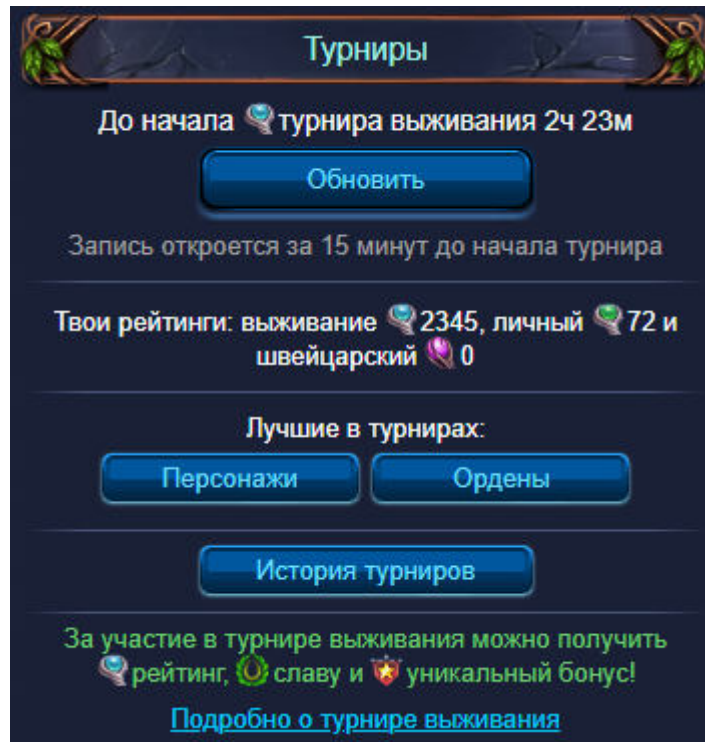 Турниры
До начала турнира выживания 2ч 23м
Обновить
Запись откроется за 15 минут до начала турнира
Твои рейтинги: выживание 2345, личный 72 и
швейцарский 0
Лучшие в турнирах:
Персонажи Ордены
История турниров
За участие в турнире выживания можно получить
рейтинг, славу и уникальный бонус!
Подробно о турнире выживания